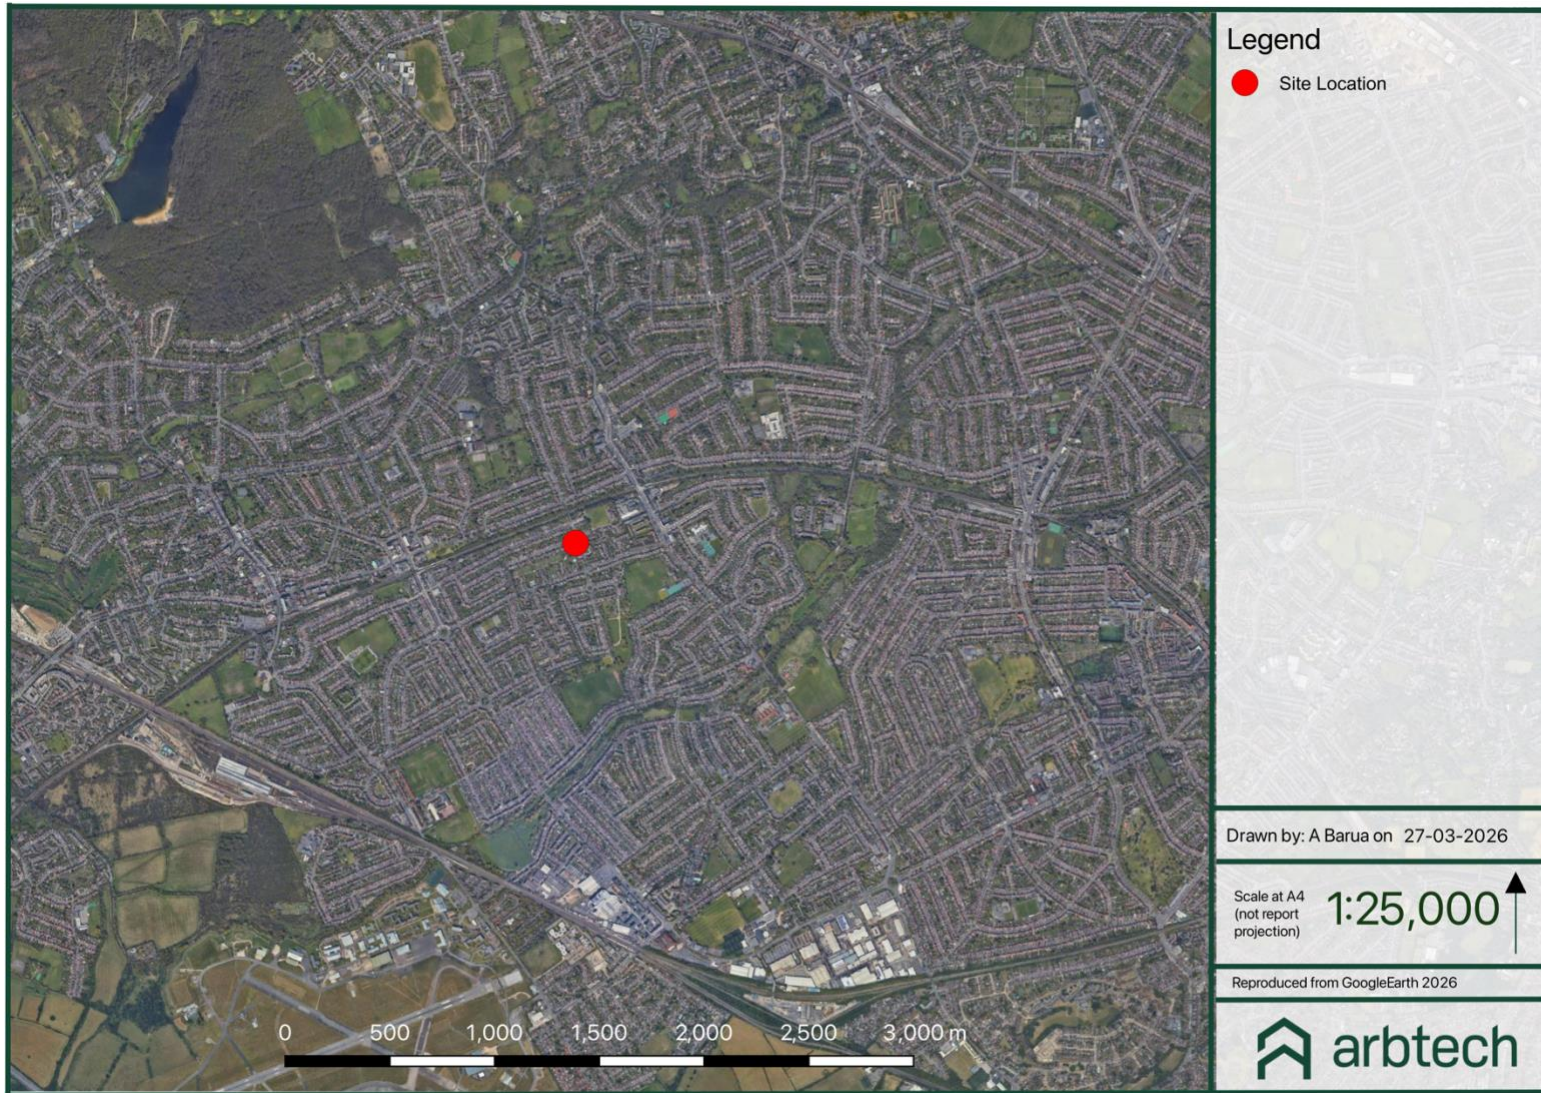 Legend
Site Location
Drawn by: A Barua on 27-03-2026
Scale at A4
(not report
projection)
1:25,000
Reproduced from GoogleEarth 2026
arbtech
0 500 1,000 1,500 2,000 2,500 3,000 m